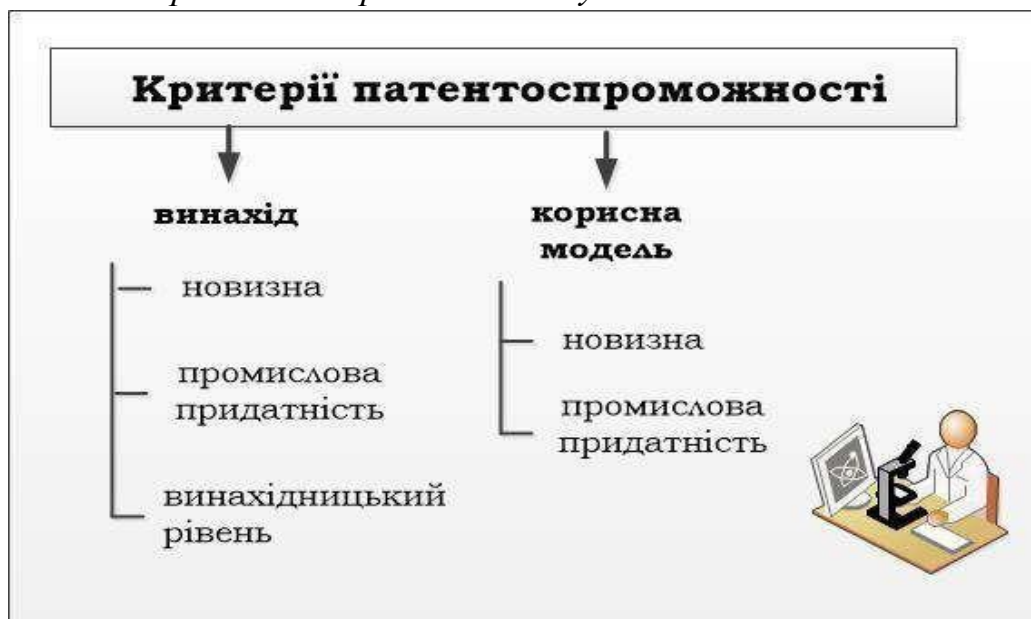 Критерії патентоспроможності
винахід
новизна
промислова
придатність
винахідницький
рівень
корисна
модель
новизна
промислова
придатність